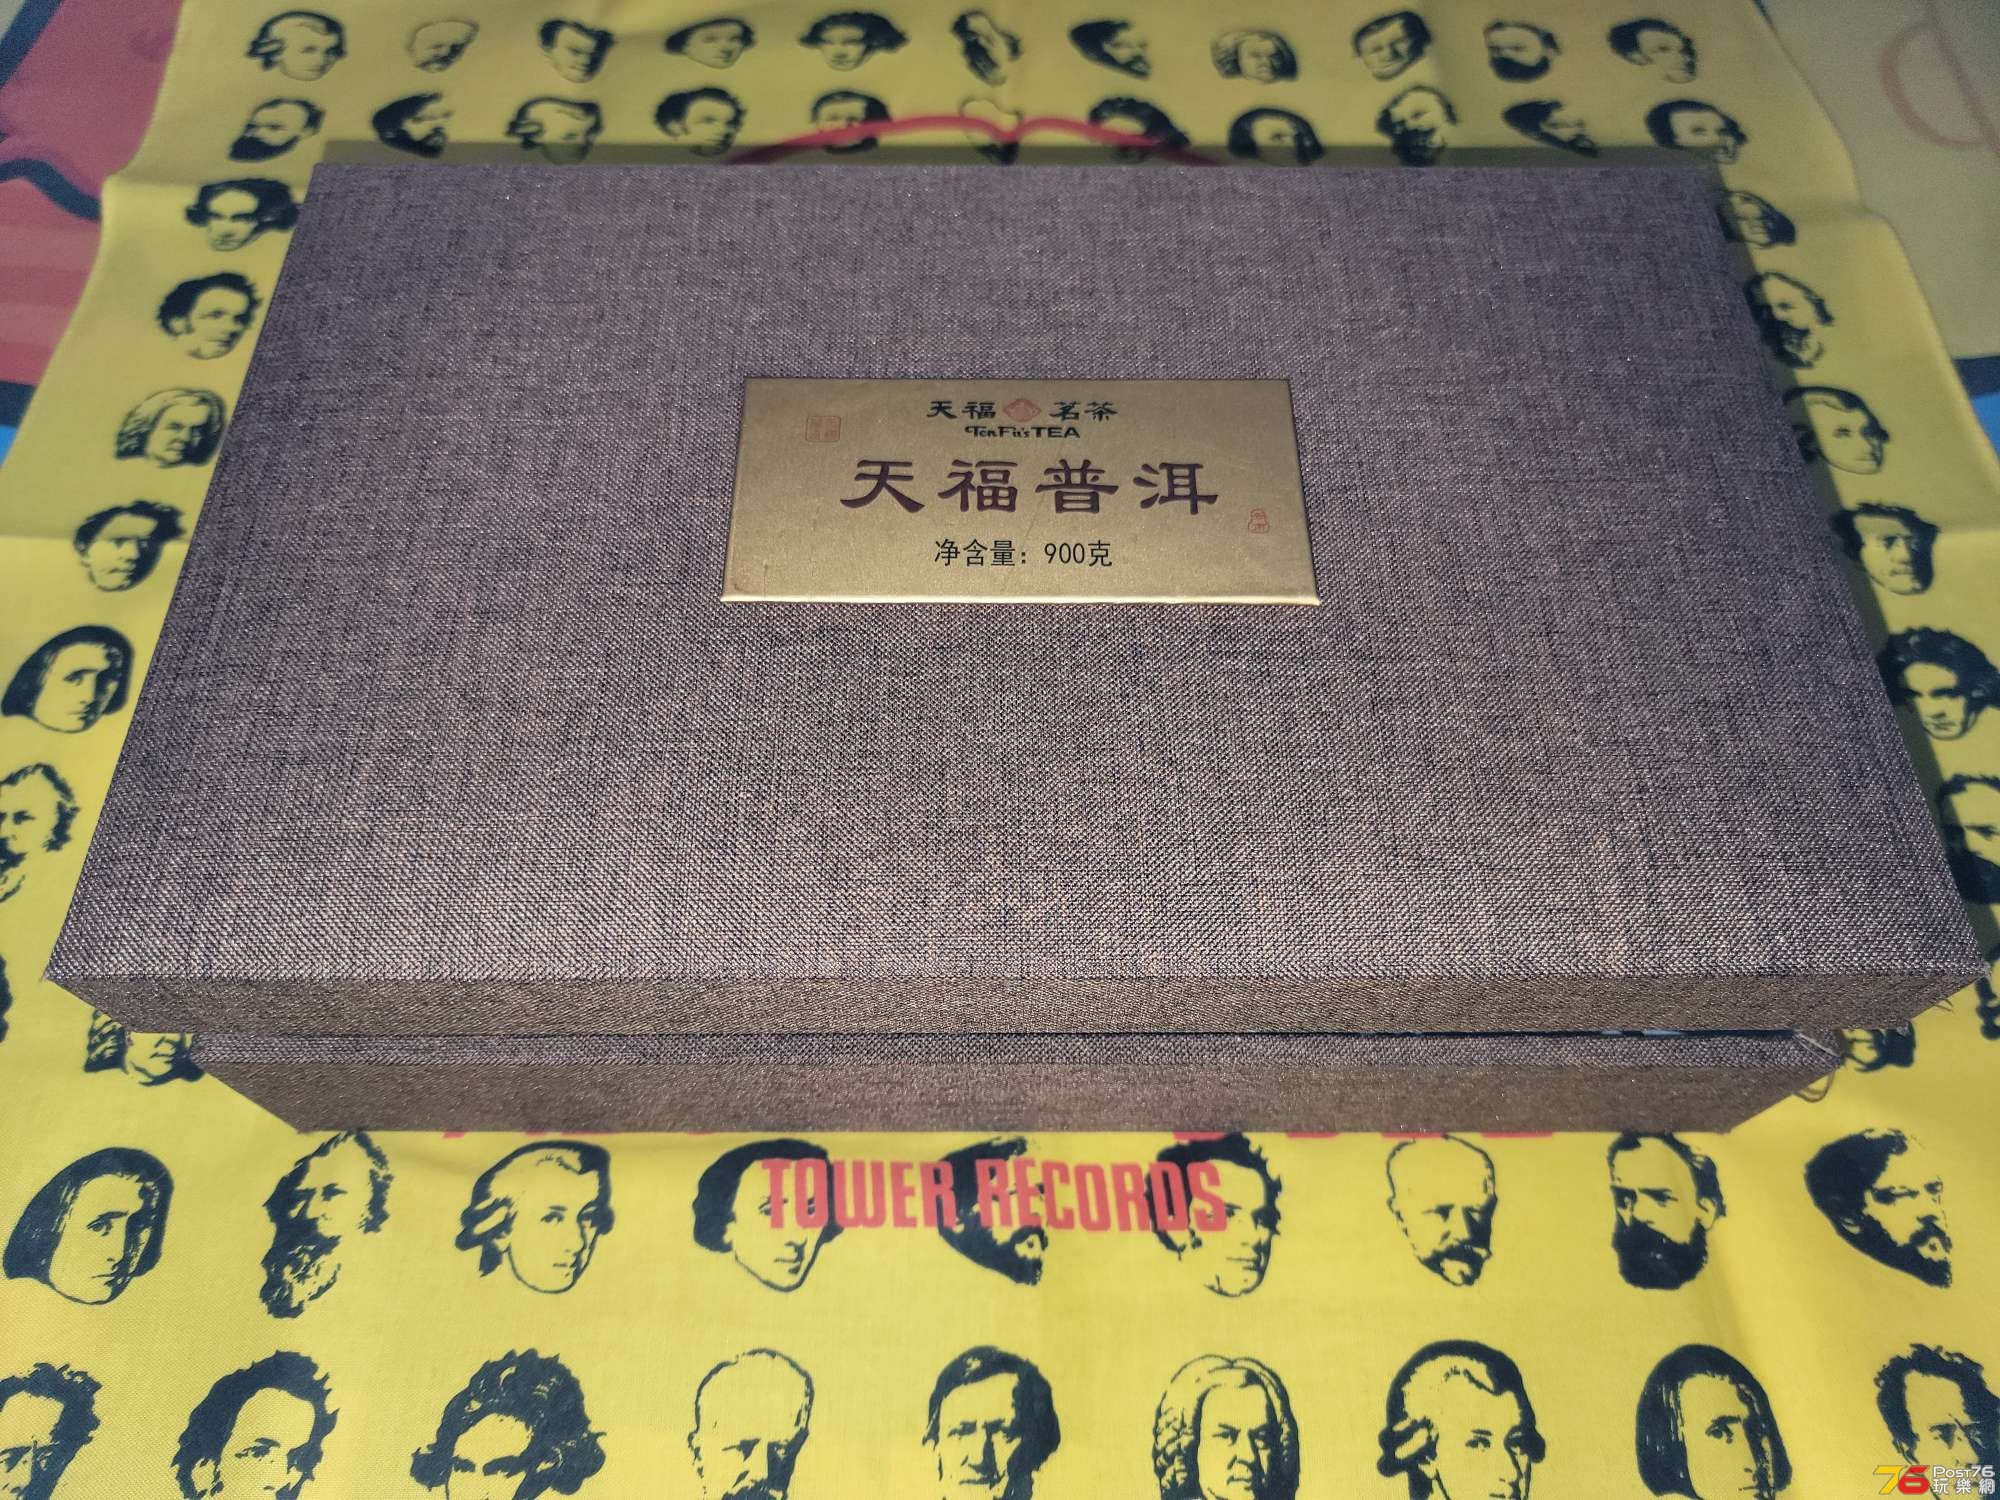 天福 茗茶
TenFu's TEA
天福普洱
净含量：900克
TOWER RECORDS
76 Post76
玩樂網